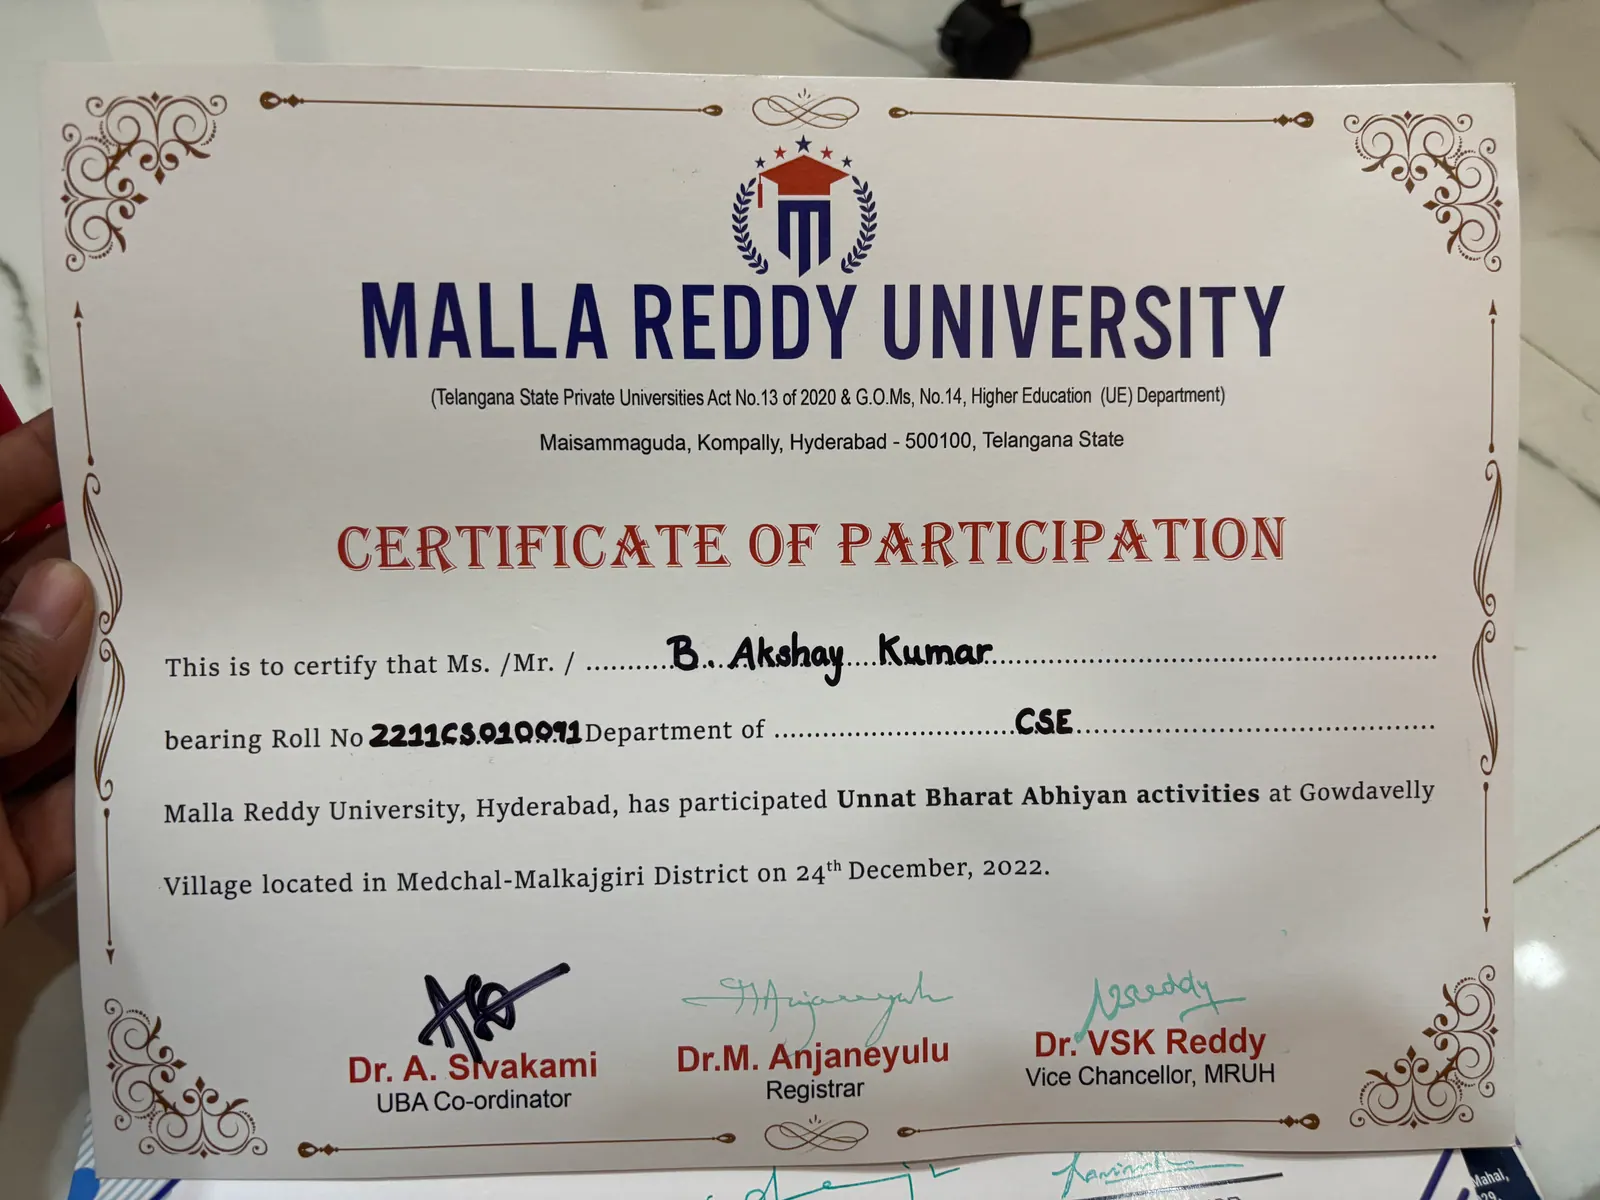 MALLA REDDY UNIVERSITY
(Telangana State Private Universities Act No.13 of 2020 & G.O.Ms, No.14, Higher Education (UE) Department)
Maisammaguda, Kompally, Hyderabad - 500100, Telangana State
CERTIFICATE OF PARTICIPATION
This is to certify that Ms. /Mr. / ..........B. Akshay Kumar..........
bearing Roll No 2211CS010091 Department of ..........CSE..........
Malla Reddy University, Hyderabad, has participated Unnat Bharat Abhiyan activities at Gowdavelly
Village located in Medchal-Malkajgiri District on 24th December, 2022.
Anjaneyulu
VSReddy
Dr. A. Sivakami
UBA Co-ordinator
Dr.M. Anjaneyulu
Registrar
Dr. VSK Reddy
Vice Chancellor, MRUH
Mahal,